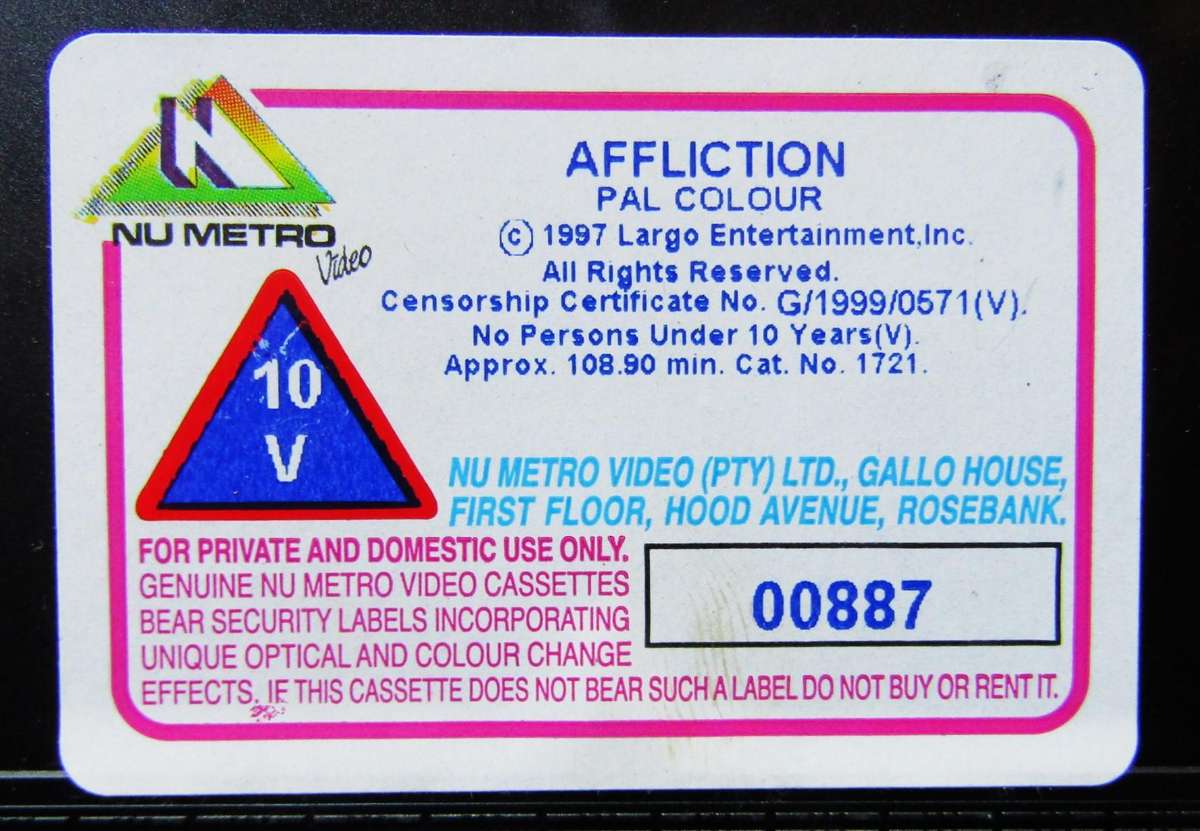 N
NU METRO
Video
AFFLICTION
PAL COLOUR
© 1997 Largo Entertainment,Inc.
All Rights Reserved.
Censorship Certificate No. G/1999/0571(V).
No Persons Under 10 Years(V).
Approx. 108.90 min. Cat. No. 1721.
10
V
NU METRO VIDEO (PTY) LTD., GALLO HOUSE,
FIRST FLOOR, HOOD AVENUE, ROSEBANK.
FOR PRIVATE AND DOMESTIC USE ONLY.
GENUINE NU METRO VIDEO CASSETTES
BEAR SECURITY LABELS INCORPORATING
UNIQUE OPTICAL AND COLOUR CHANGE
EFFECTS. IF THIS CASSETTE DOES NOT BEAR SUCH A LABEL DO NOT BUY OR RENT IT.
00887